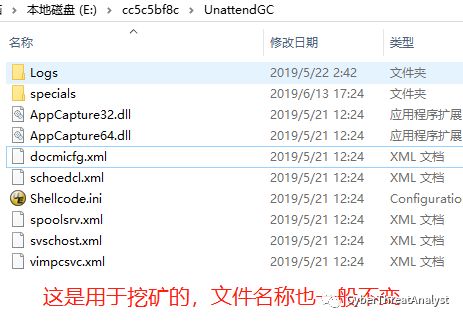 本地磁盘 (E:) › cc5c5bf8c › UnattendGC
名称 修改日期 类型
Logs 2019/5/22 2:42 文件夹
specials 2019/6/13 17:24 文件夹
AppCapture32.dll 2019/5/21 12:24 应用程序扩展
AppCapture64.dll 2019/5/21 12:24 应用程序扩展
docmicfg.xml 2019/5/21 12:24 XML 文档
schoedcl.xml 2019/5/21 12:24 XML 文档
Shellcode.ini 2019/5/21 12:24 Configuratio
spoolsrv.xml 2019/5/21 12:24 XML 文档
svschost.xml 2019/5/21 12:24 XML 文档
vimpcsvc.xml 2019/5/21 12:24 XML 文档
这是用于挖矿的，文件名称也一般不变
CyberThreatAnalyst